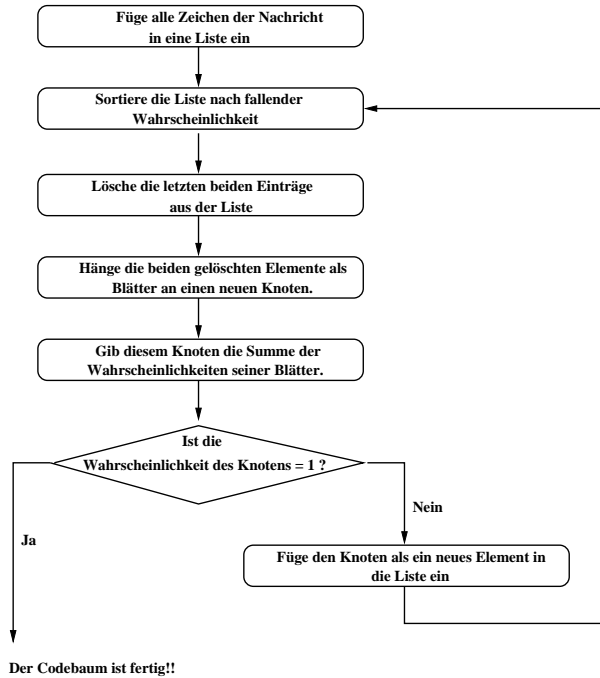 Füge alle Zeichen der Nachricht
in eine Liste ein
Sortiere die Liste nach fallender
Wahrscheinlichkeit
Lösche die letzten beiden Einträge
aus der Liste
Hänge die beiden gelöschten Elemente als
Blätter an einen neuen Knoten.
Gib diesem Knoten die Summe der
Wahrscheinlichkeiten seiner Blätter.
Ist die
Wahrscheinlichkeit des Knotens = 1 ?
Nein
Ja
Füge den Knoten als ein neues Element in
die Liste ein
Der Codebaum ist fertig!!